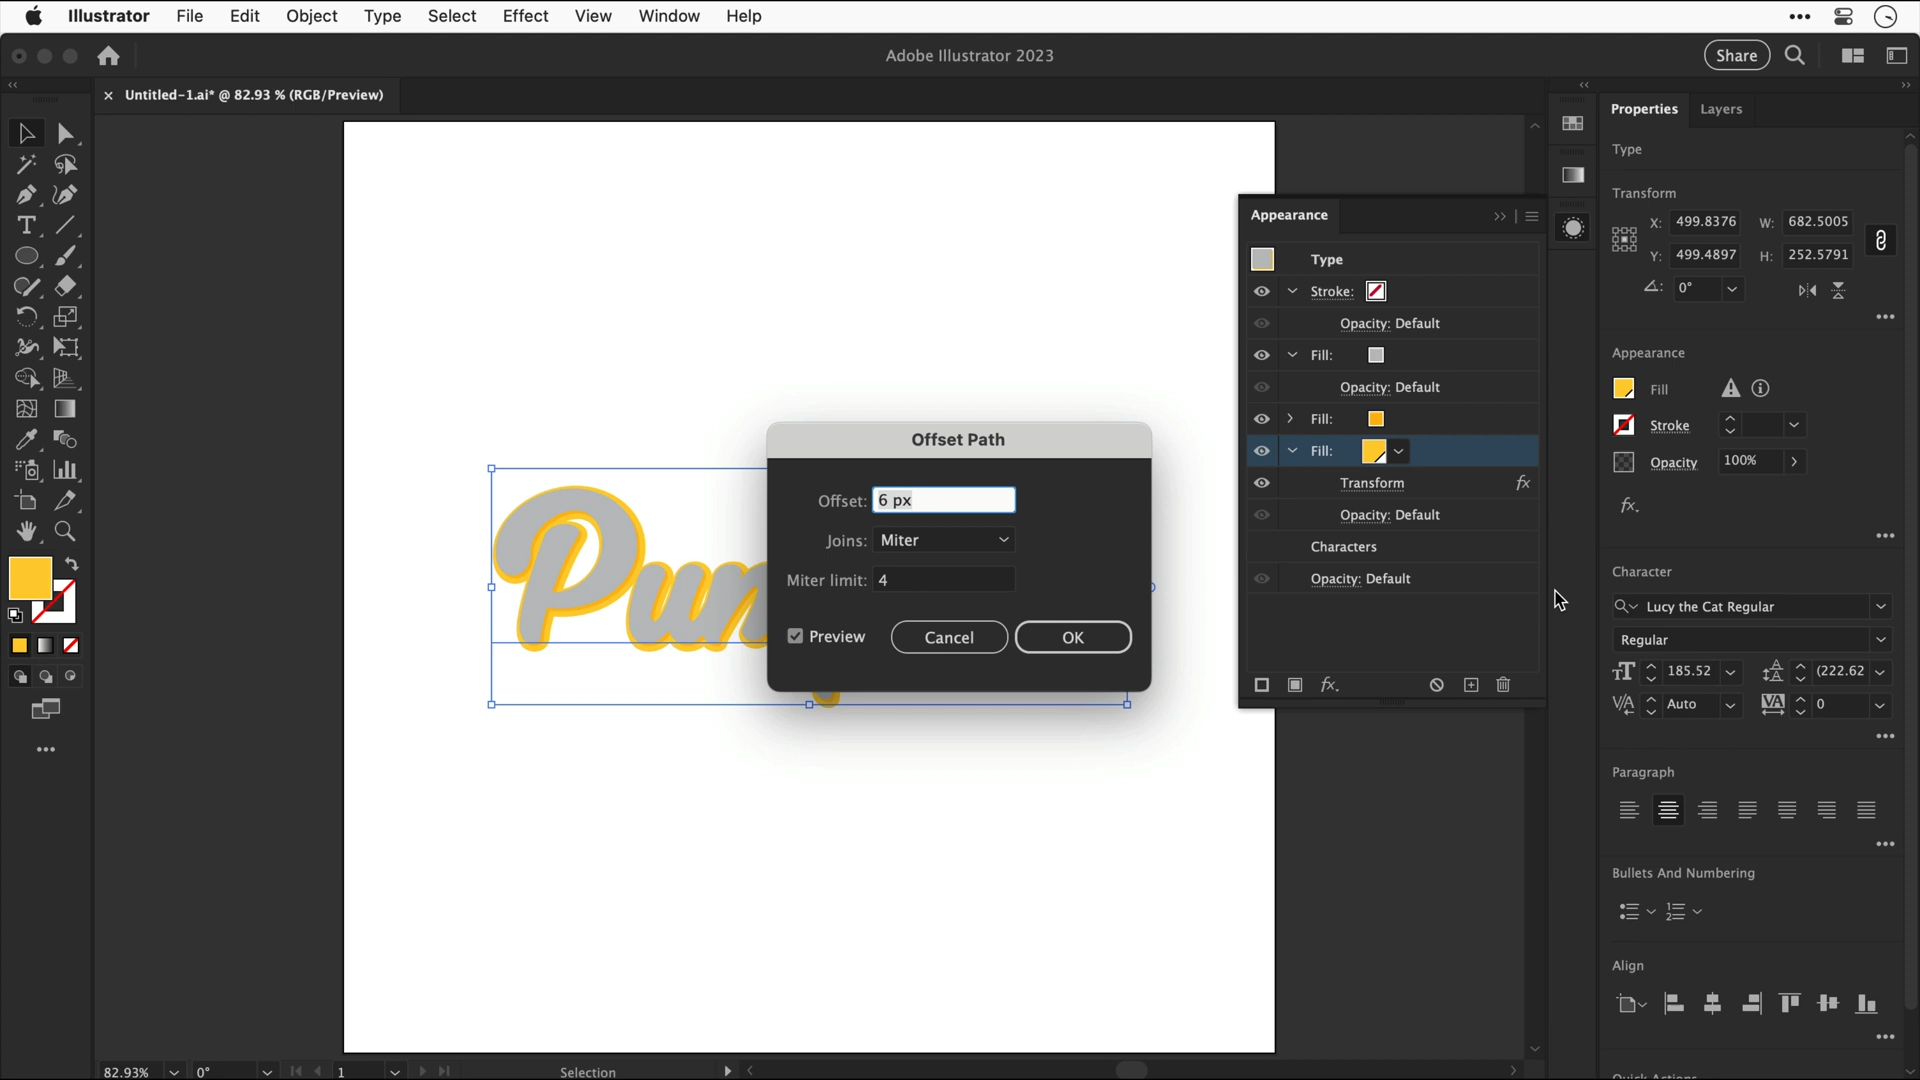 Illustrator File Edit Object Type Select Effect View Window Help
Adobe Illustrator 2023
Share
Untitled-1.ai* @ 82.93 % (RGB/Preview)
Properties Layers
Type
Transform
X: 499.8376 W: 682.5005
Y: 499.4897 H: 252.5791
0°
Appearance
Fill
Stroke
Opacity 100%
fx.
Character
Lucy the Cat Regular
Regular
185.52 (222.62
Auto 0
Paragraph
Bullets And Numbering
Align
Appearance
Type
Stroke:
Opacity: Default
Fill:
Opacity: Default
Fill:
Fill:
Transform fx
Opacity: Default
Characters
Opacity: Default
fx.
Offset Path
Offset: 6 px
Joins: Miter
Miter limit: 4
Preview Cancel OK
Pun
82.93% 0° 1 Selection